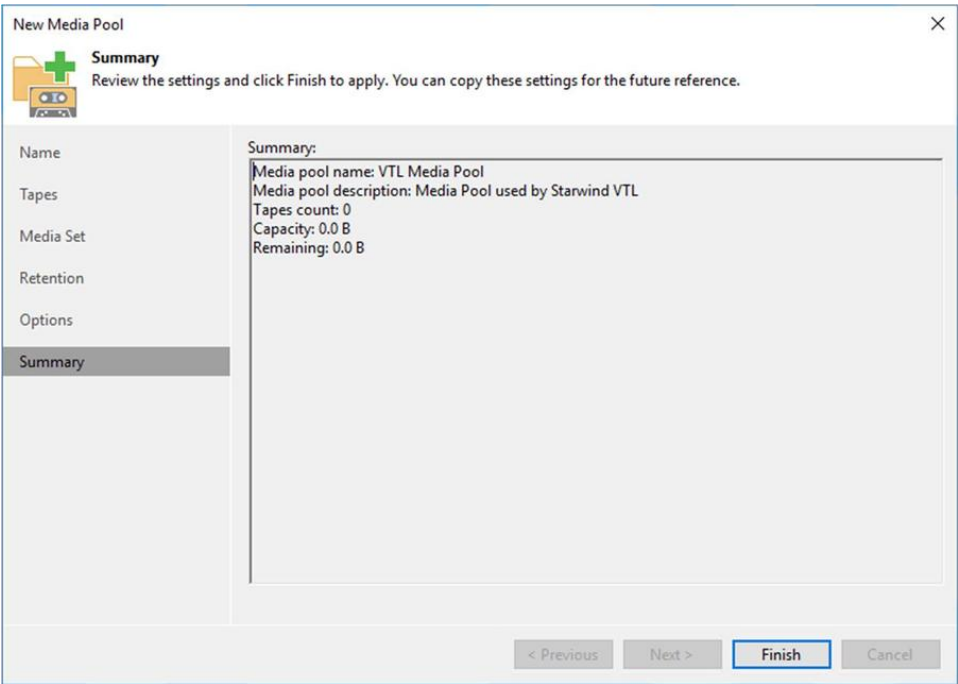 New Media Pool
Summary
Review the settings and click Finish to apply. You can copy these settings for the future reference.
Name
Tapes
Media Set
Retention
Options
Summary
Summary:
Media pool name: VTL Media Pool
Media pool description: Media Pool used by Starwind VTL
Tapes count: 0
Capacity: 0.0 B
Remaining: 0.0 B
< Previous
Next >
Finish
Cancel